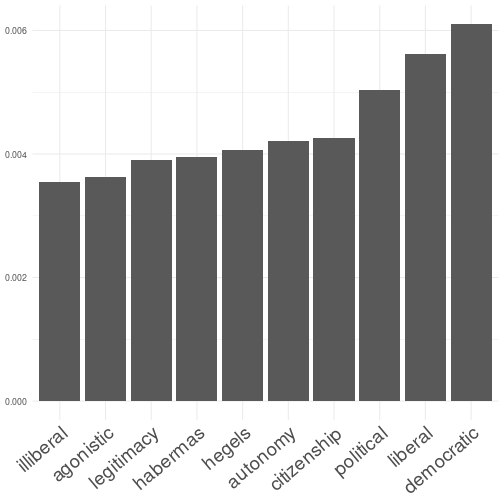 0.006
0.004
0.002
0.000
illiberal
agonistic
legitimacy
habermas
hegels
autonomy
citizenship
political
liberal
democratic